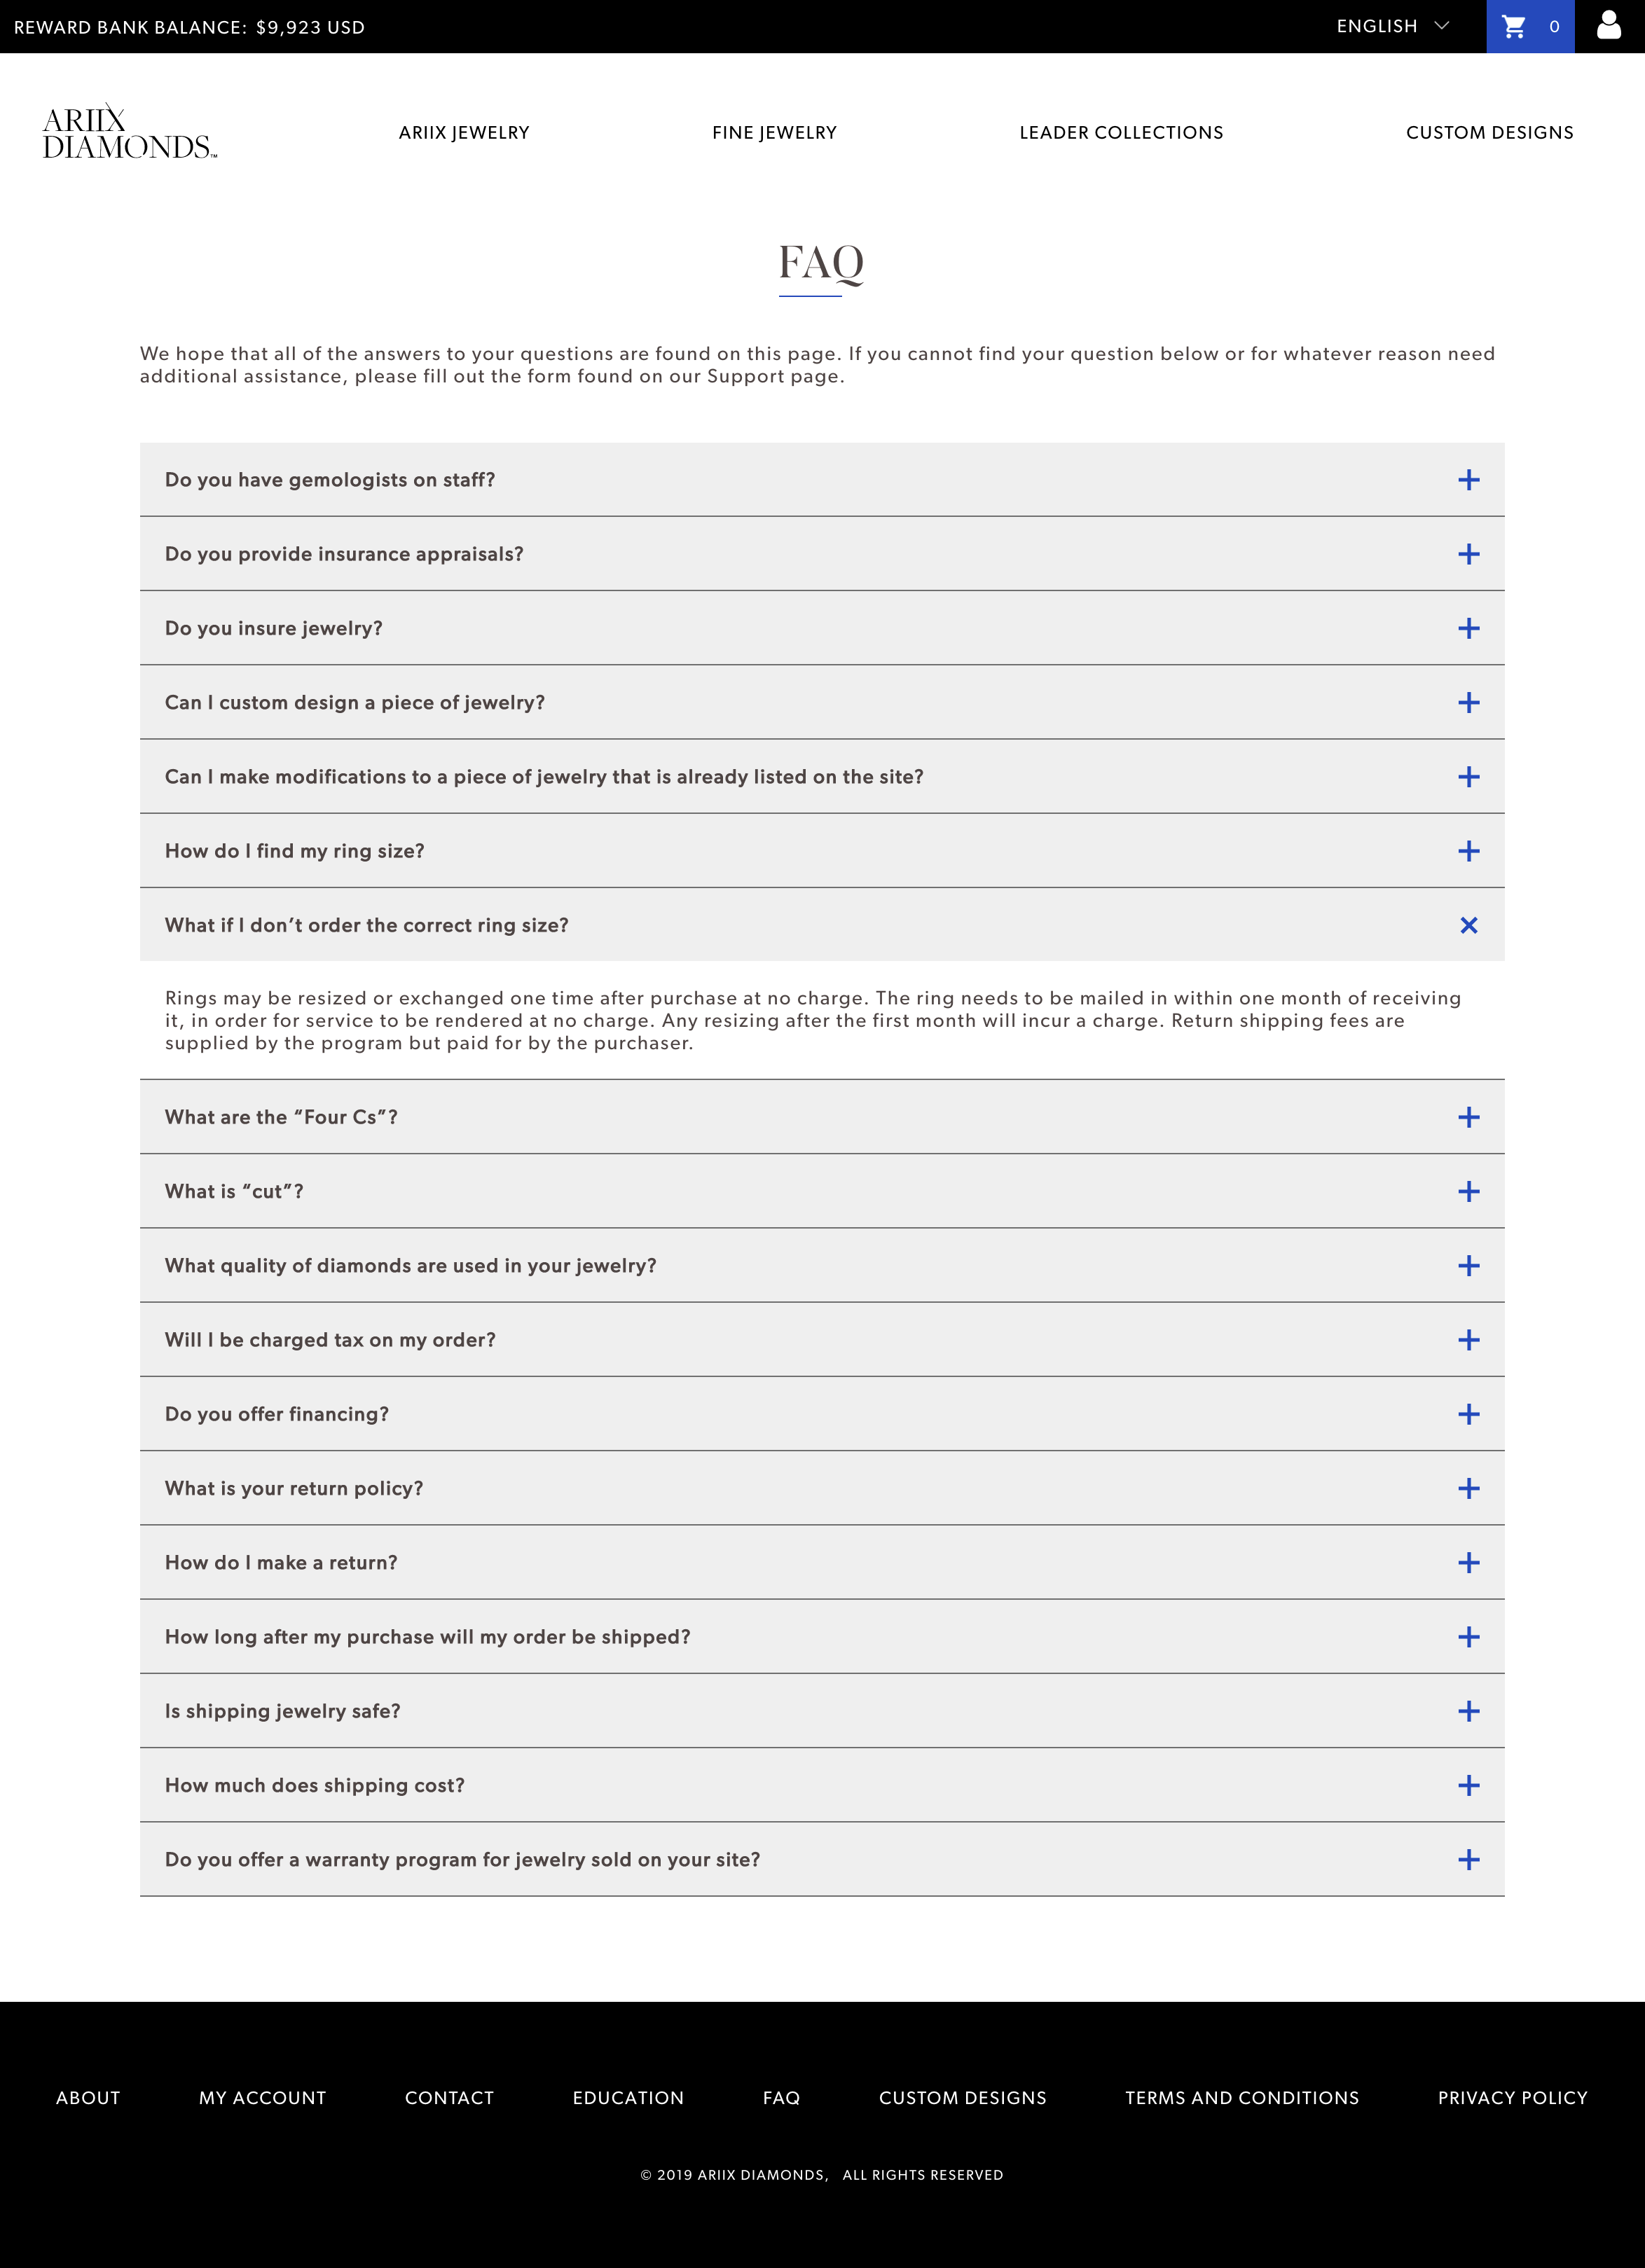 REWARD BANK BALANCE: $9,923 USD
ENGLISH
0
ARIIX
DIAMONDS.™
ARIIX JEWELRY
FINE JEWELRY
LEADER COLLECTIONS
CUSTOM DESIGNS
FAQ
We hope that all of the answers to your questions are found on this page. If you cannot find your question below or for whatever reason need
additional assistance, please fill out the form found on our Support page.
Do you have gemologists on staff?
Do you provide insurance appraisals?
Do you insure jewelry?
Can I custom design a piece of jewelry?
Can I make modifications to a piece of jewelry that is already listed on the site?
How do I find my ring size?
What if I don’t order the correct ring size?
Rings may be resized or exchanged one time after purchase at no charge. The ring needs to be mailed in within one month of receiving
it, in order for service to be rendered at no charge. Any resizing after the first month will incur a charge. Return shipping fees are
supplied by the program but paid for by the purchaser.
What are the “Four Cs”?
What is “cut”?
What quality of diamonds are used in your jewelry?
Will I be charged tax on my order?
Do you offer financing?
What is your return policy?
How do I make a return?
How long after my purchase will my order be shipped?
Is shipping jewelry safe?
How much does shipping cost?
Do you offer a warranty program for jewelry sold on your site?
ABOUT
MY ACCOUNT
CONTACT
EDUCATION
FAQ
CUSTOM DESIGNS
TERMS AND CONDITIONS
PRIVACY POLICY
© 2019 ARIIX DIAMONDS, ALL RIGHTS RESERVED